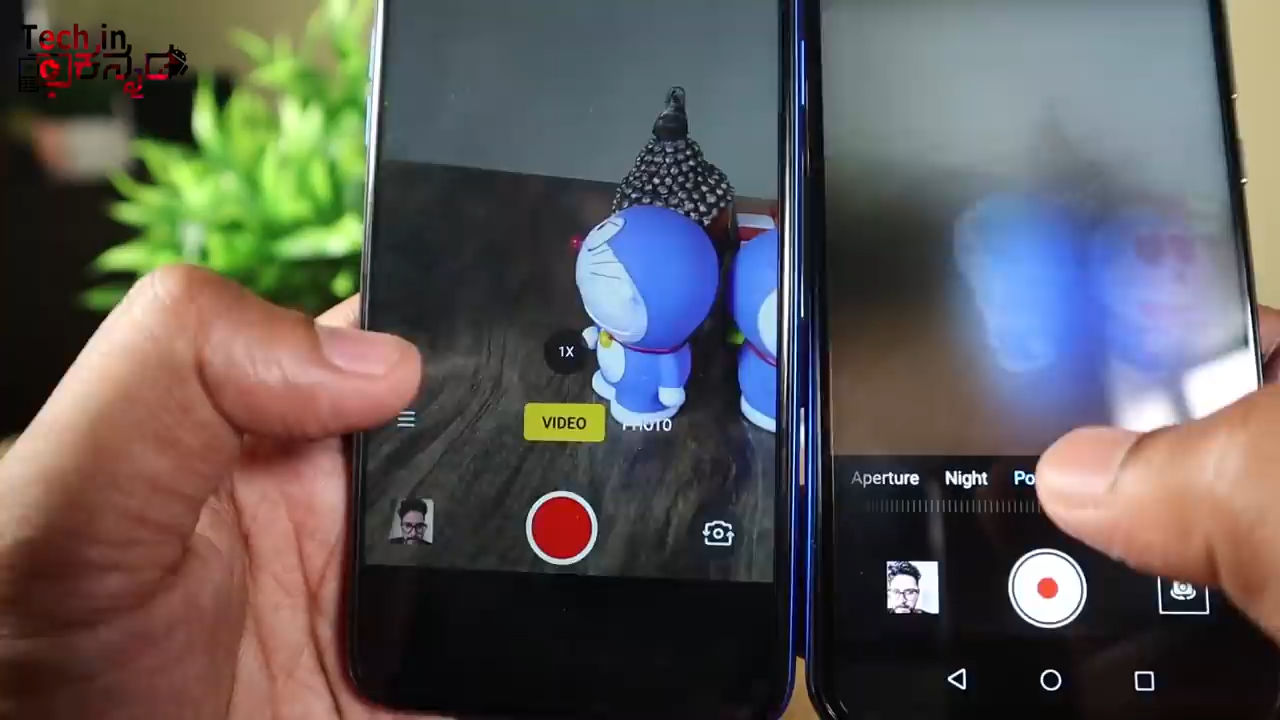 Tech in
ಕನ್ನಡ
1X
VIDEO
PHOTO
Aperture Night Po